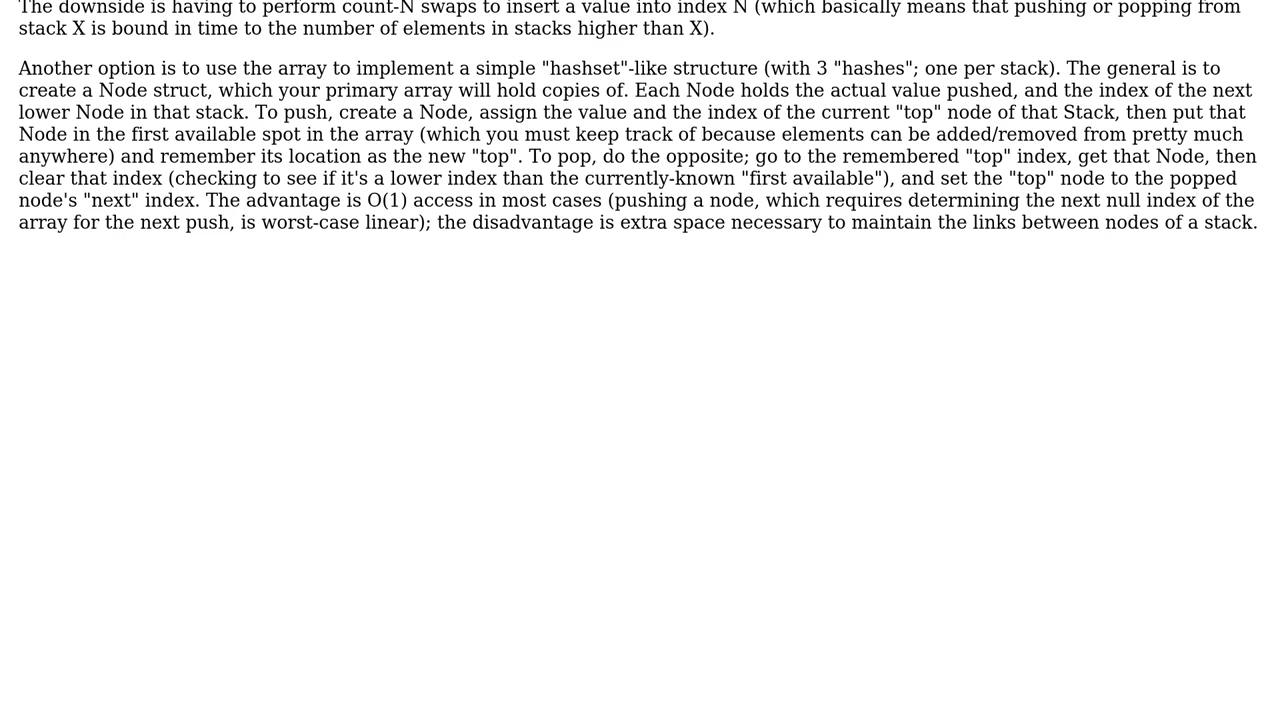 The downside is having to perform count-N swaps to insert a value into index N (which basically means that pushing or popping from
stack X is bound in time to the number of elements in stacks higher than X).
Another option is to use the array to implement a simple "hashset"-like structure (with 3 "hashes"; one per stack). The general is to
create a Node struct, which your primary array will hold copies of. Each Node holds the actual value pushed, and the index of the next
lower Node in that stack. To push, create a Node, assign the value and the index of the current "top" node of that Stack, then put that
Node in the first available spot in the array (which you must keep track of because elements can be added/removed from pretty much
anywhere) and remember its location as the new "top". To pop, do the opposite; go to the remembered "top" index, get that Node, then
clear that index (checking to see if it's a lower index than the currently-known "first available"), and set the "top" node to the popped
node's "next" index. The advantage is O(1) access in most cases (pushing a node, which requires determining the next null index of the
array for the next push, is worst-case linear); the disadvantage is extra space necessary to maintain the links between nodes of a stack.